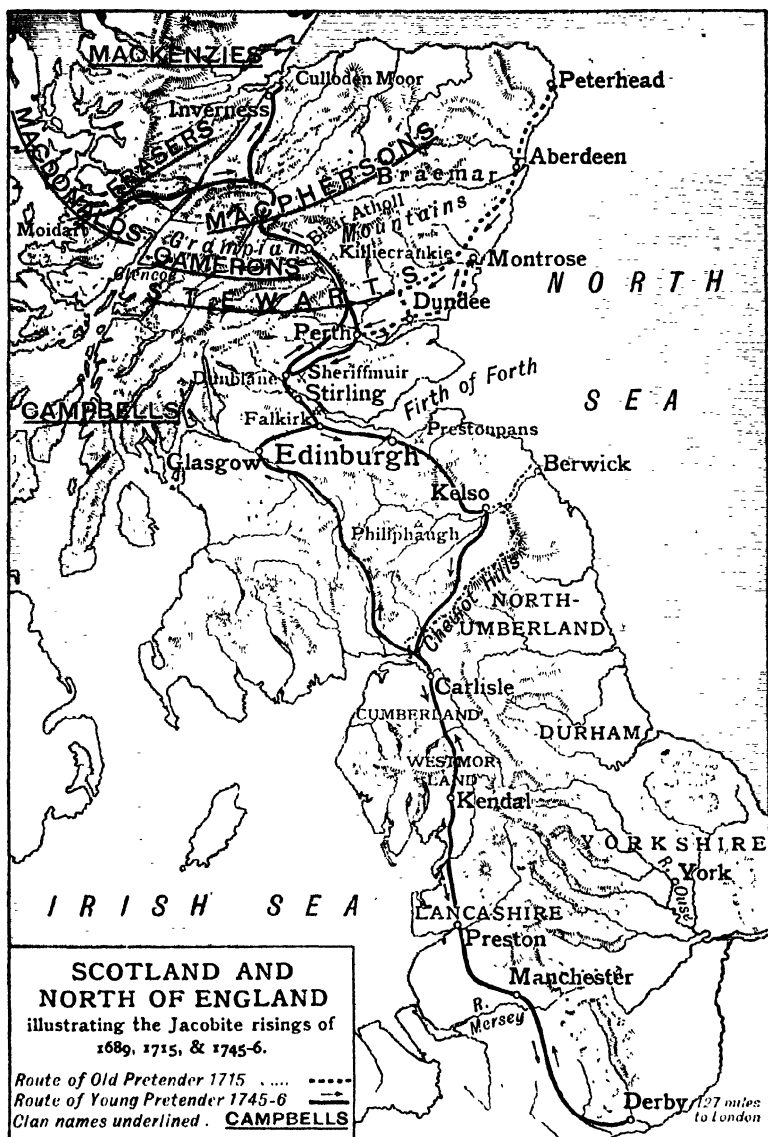 MACKENZIES
Culloden Moor
Peterhead
Inverness
FRASERS
MACDONALDS
MACPHERSONS
Aberdeen
Braemar
Moidart
Blair Atholl
Grampian Mountains
Killiecrankie
CAMERONS
Glencoe
Montrose
NORTH
SEA
STEWARTS
Dundee
Perth
Dunblane
Sheriffmuir
Stirling
Firth of Forth
CAMPBELLS
Falkirk
Prestonpans
Glasgow
Edinburgh
Berwick
Kelso
Philiphaugh
Cheviot Hills
NORTH-
UMBERLAND
Carlisle
CUMBERLAND
DURHAM
WESTMOR-
LAND
Kendal
YORKSHIRE
York
R. Ouse
IRISH SEA
LANCASHIRE
Preston
Manchester
R.
Mersey
Derby
127 miles
to London
SCOTLAND AND
NORTH OF ENGLAND
illustrating the Jacobite risings of
1689, 1715, & 1745-6.
Route of Old Pretender 1715 .....
Route of Young Pretender 1745-6
Clan names underlined . CAMPBELLS